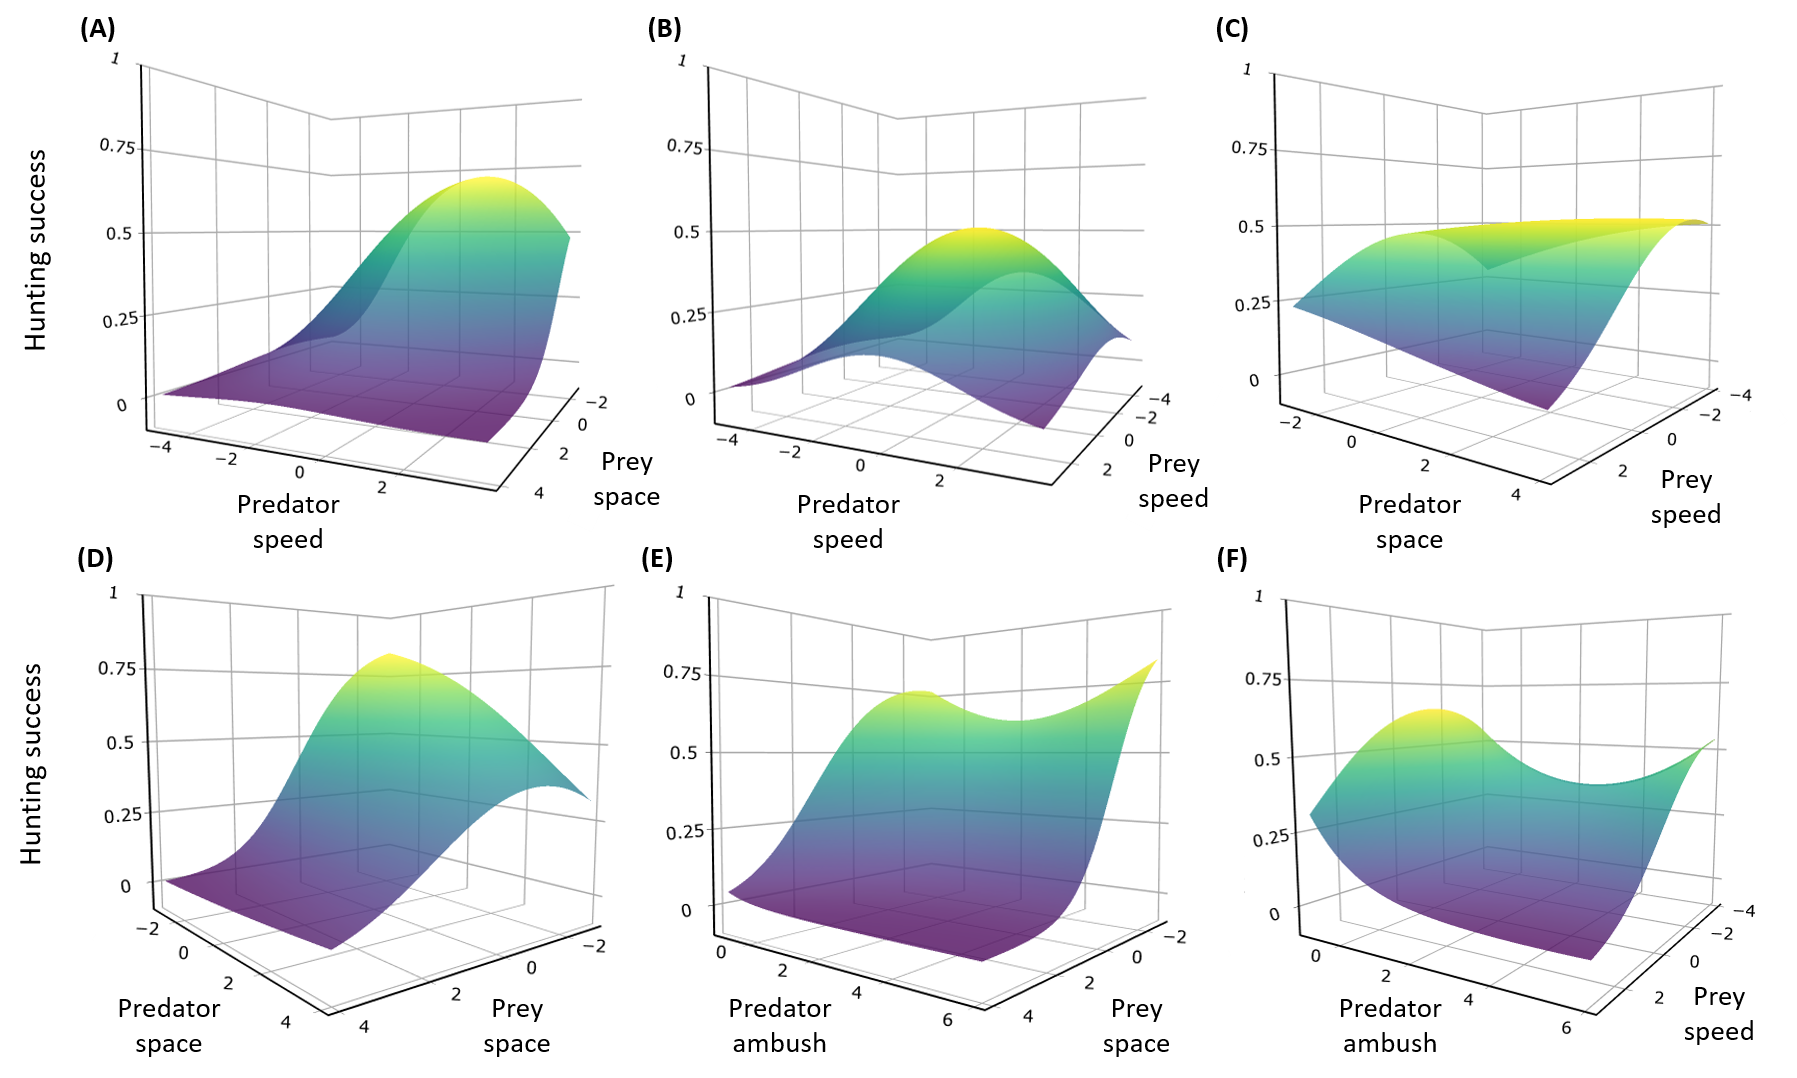 (A)
1
0.75
0.5
0.25
0
Hunting success
−4
−2
0
2
Predator
speed
−2
0
2
4
Prey
space
(B)
1
0.75
0.5
0.25
0
−4
−2
0
2
Predator
speed
−4
−2
0
2
Prey
speed
(C)
1
0.75
0.5
0.25
0
−2
0
2
4
Predator
space
−4
−2
0
2
Prey
speed
(D)
1
0.75
0.5
0.25
0
Hunting success
−2
0
2
4
Predator
space
−2
0
2
4
Prey
space
(E)
1
0.75
0.5
0.25
0
0
2
4
6
Predator
ambush
−2
0
2
4
Prey
space
(F)
1
0.75
0.5
0.25
0
0
2
4
6
Predator
ambush
−4
−2
0
2
Prey
speed